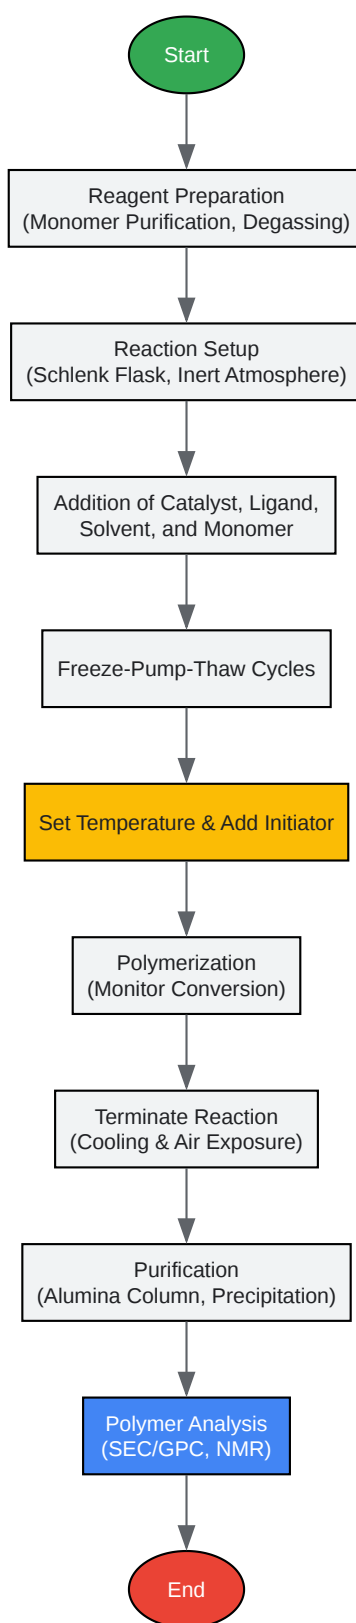 Start
Reagent Preparation
(Monomer Purification, Degassing)
Reaction Setup
(Schlenk Flask, Inert Atmosphere)
Addition of Catalyst, Ligand,
Solvent, and Monomer
Freeze-Pump-Thaw Cycles
Set Temperature & Add Initiator
Polymerization
(Monitor Conversion)
Terminate Reaction
(Cooling & Air Exposure)
Purification
(Alumina Column, Precipitation)
Polymer Analysis
(SEC/GPC, NMR)
End